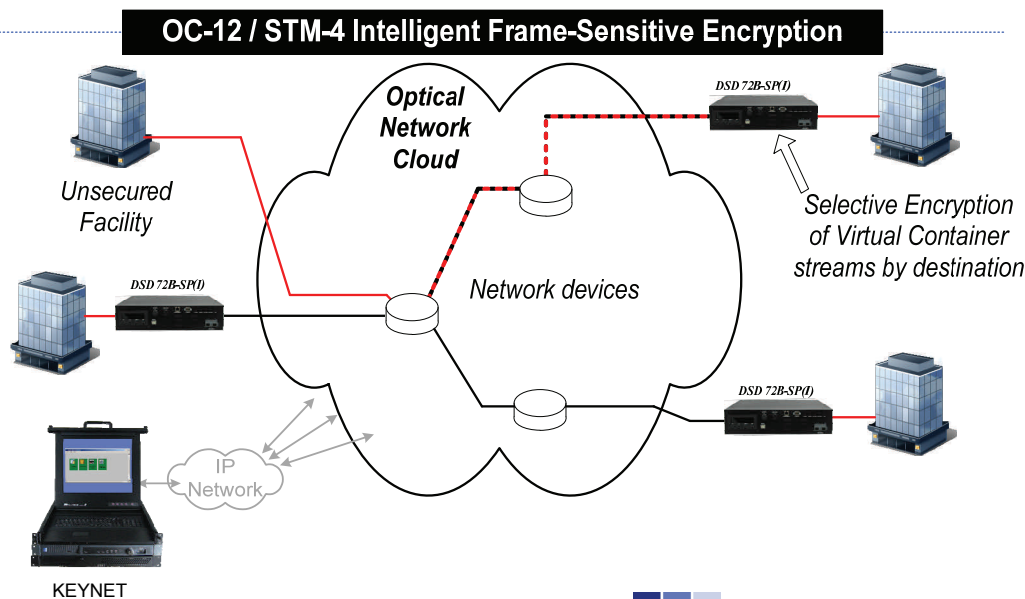 OC-12 / STM-4 Intelligent Frame-Sensitive Encryption
Optical
Network
Cloud
DSD 72B-SP(I)
Unsecured
Facility
Selective Encryption
of Virtual Container
streams by destination
DSD 72B-SP(I)
Network devices
DSD 72B-SP(I)
IP
Network
KEYNET